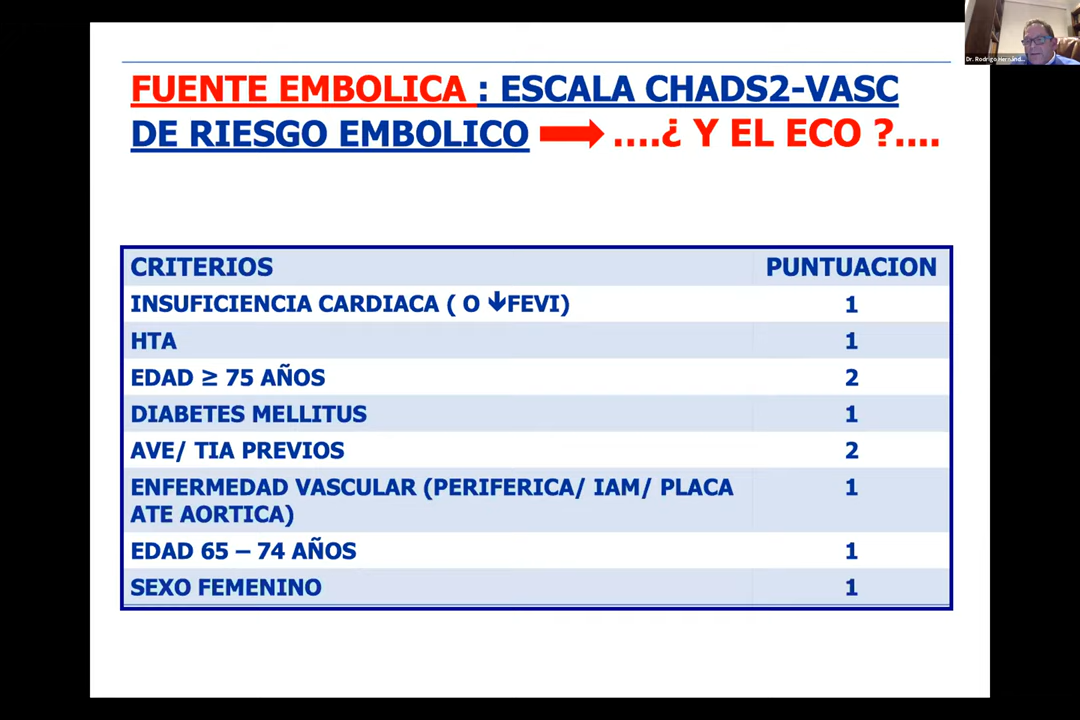 Dr. Rodrigo Hernánd...
FUENTE EMBOLICA : ESCALA CHADS2-VASC
DE RIESGO EMBOLICO ....¿ Y EL ECO ?....
CRITERIOS PUNTUACION
INSUFICIENCIA CARDIACA ( O ↓FEVI) 1
HTA 1
EDAD ≥ 75 AÑOS 2
DIABETES MELLITUS 1
AVE/ TIA PREVIOS 2
ENFERMEDAD VASCULAR (PERIFERICA/ IAM/ PLACA 1
ATE AORTICA)
EDAD 65 – 74 AÑOS 1
SEXO FEMENINO 1